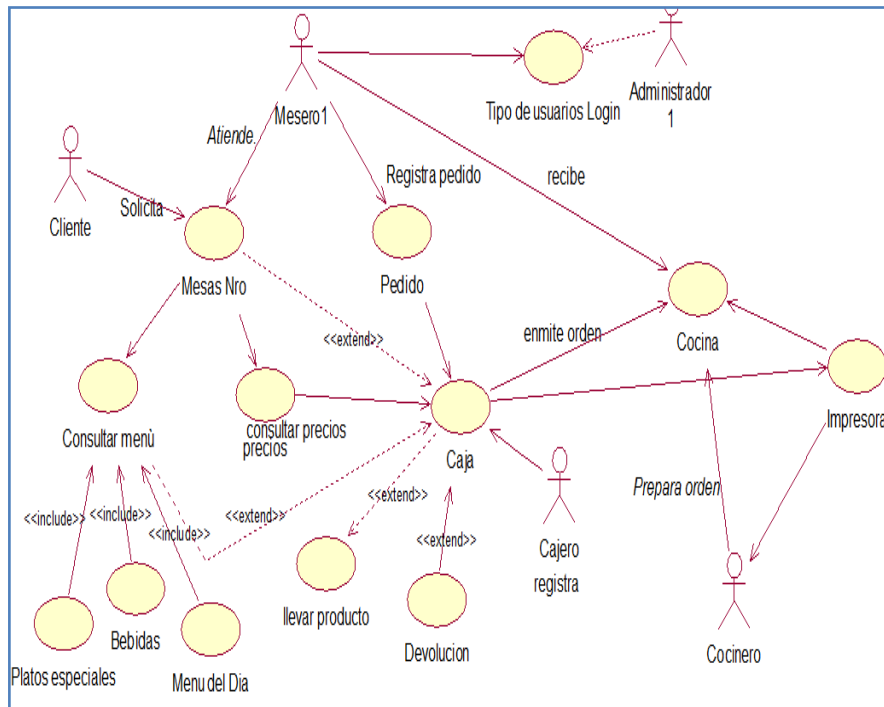 Mesero1
Tipo de usuarios Login
Administrador
1
Atiende.
Registra pedido
recibe
Cliente
Solicita
Mesas Nro
Pedido
<<extend>>
enmite orden
Cocina
Impresora
Consultar menù
consultar precios
precios
Caja
<<include>>
<<include>>
<<include>>
<<extend>>
<<extend>>
<<extend>>
Prepara orden
Cajero
registra
llevar producto
Platos especiales
Bebidas
Menu del Dia
Devolucion
Cocinero